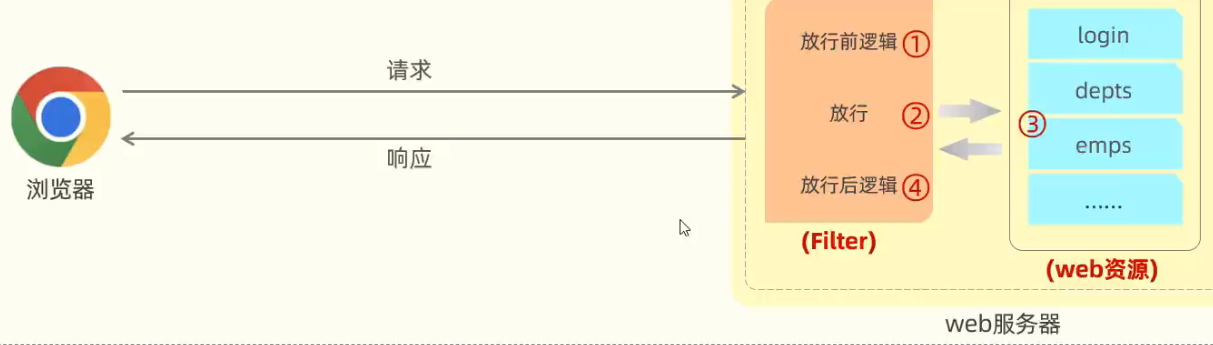 请求
响应
浏览器
放行前逻辑 ①
放行 ②
放行后逻辑 ④
(Filter)
③
login
depts
emps
......
(web资源)
web服务器